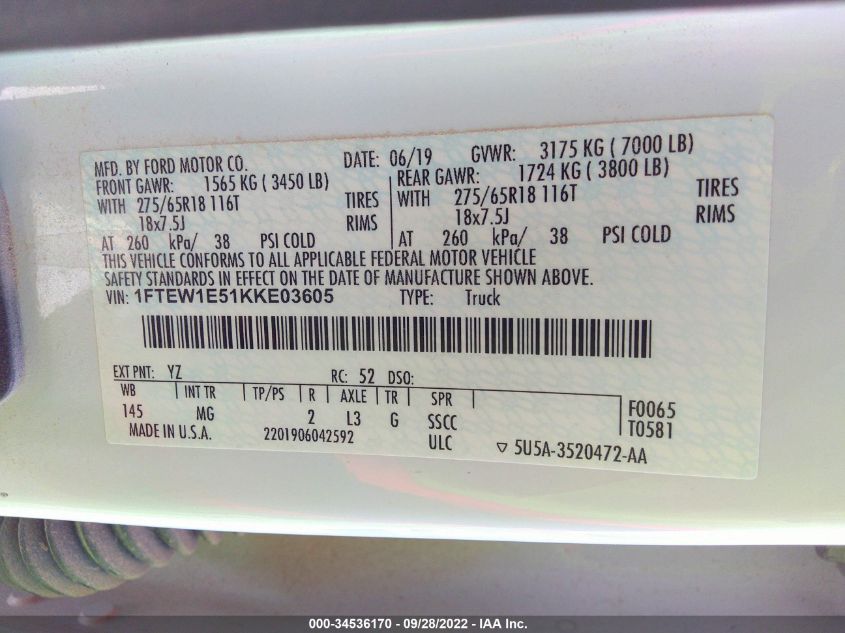 MFD. BY FORD MOTOR CO. DATE: 06/19 GVWR: 3175 KG ( 7000 LB)
FRONT GAWR: 1565 KG ( 3450 LB) REAR GAWR: 1724 KG ( 3800 LB)
WITH 275/65R18 116T TIRES WITH 275/65R18 116T TIRES
18x7.5J RIMS 18x7.5J RIMS
AT 260 kPa/ 38 PSI COLD AT 260 kPa/ 38 PSI COLD
THIS VEHICLE CONFORMS TO ALL APPLICABLE FEDERAL MOTOR VEHICLE
SAFETY STANDARDS IN EFFECT ON THE DATE OF MANUFACTURE SHOWN ABOVE.
VIN: 1FTEW1E51KKE03605 TYPE: Truck
EXT PNT: YZ RC: 52 DSO:
WB INT TR TP/PS R AXLE TR SPR
145 MG 2 L3 G SSCC F0065
MADE IN U.S.A. 2201906042592 ULC T0581
▽ 5U5A-3520472-AA
000-34536170 - 09/28/2022 - IAA Inc.